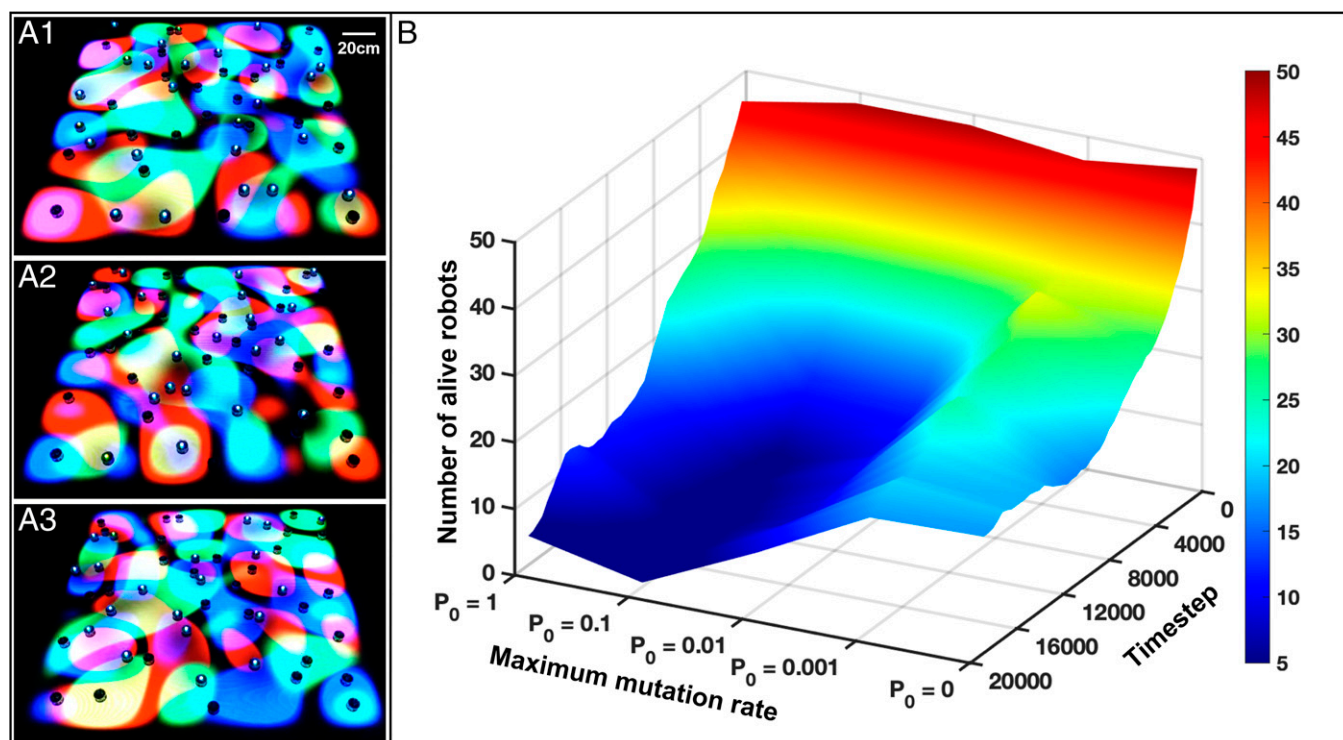 A1
20cm
A2
A3
B
Number of alive robots
50
40
30
20
10
0
P0 = 1
P0 = 0.1
P0 = 0.01
P0 = 0.001
P0 = 0
Maximum mutation rate
0
4000
8000
12000
16000
20000
Timestep
50
45
40
35
30
25
20
15
10
5